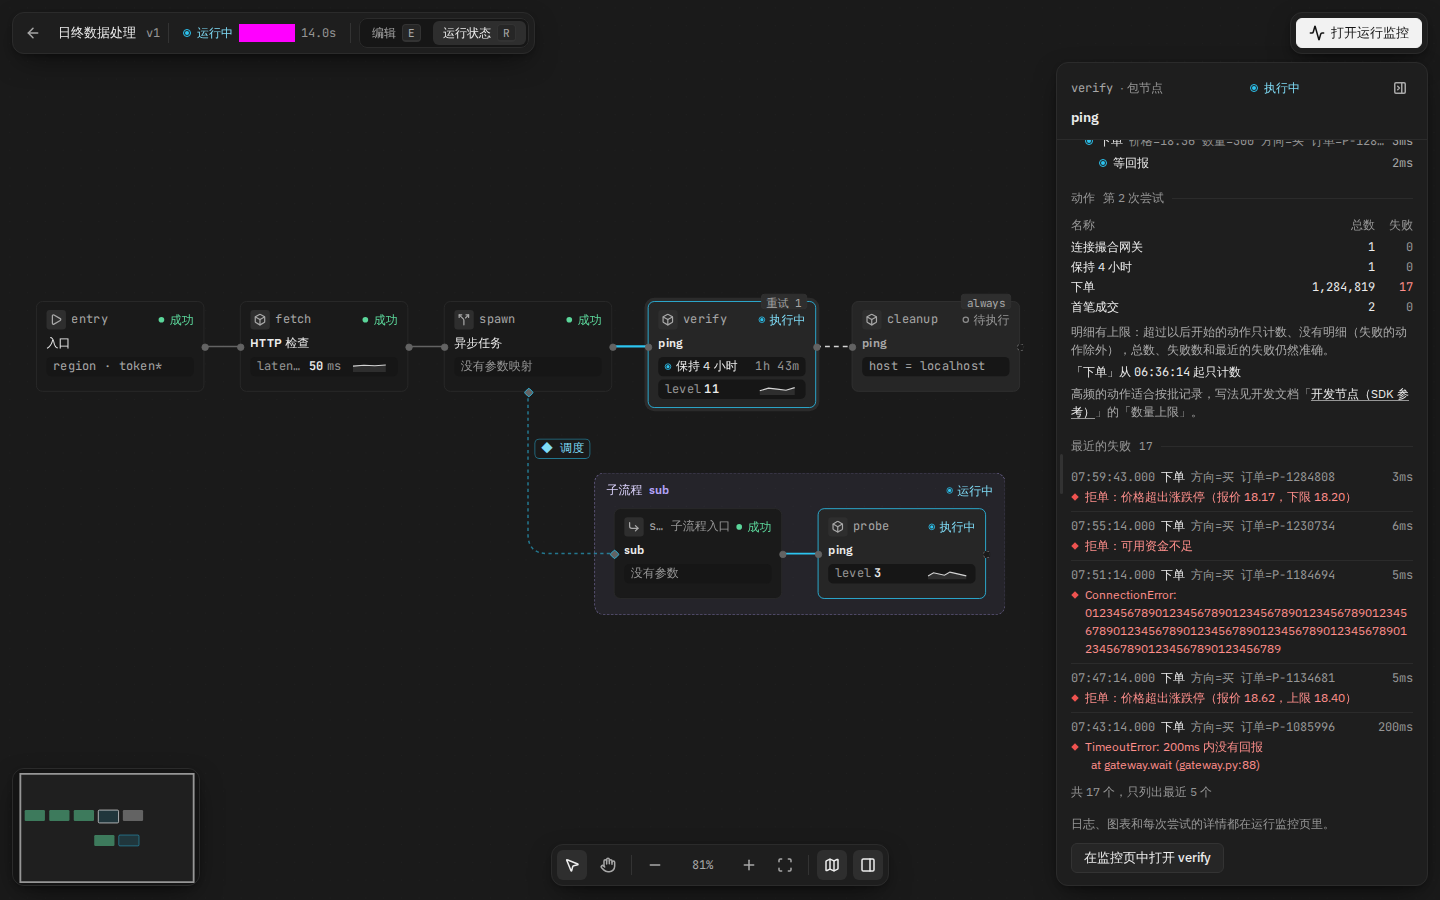 日终数据处理 v1 运行中 14.0s 编辑 E 运行状态 R
打开运行监控
entry 成功
入口
region · token*
fetch 成功
HTTP 检查
laten… 50 ms
spawn 成功
异步任务
没有参数映射
重试 1
verify 执行中
ping
保持 4 小时 1h 43m
level 11
always
cleanup 待执行
ping
host = localhost
调度
子流程 sub 运行中
s… 子流程入口 成功
sub
没有参数
probe 执行中
ping
level 3
81%
verify · 包节点 执行中
ping
下单 价格=18.36 数量=300 方向=买 订单=P-128… 3ms
等回报 2ms
动作 第 2 次尝试
名称 总数 失败
连接撮合网关 1 0
保持 4 小时 1 0
下单 1,284,819 17
首笔成交 2 0
明细有上限：超过以后开始的动作只计数、没有明细（失败的动
作除外），总数、失败数和最近的失败仍然准确。
「下单」从 06:36:14 起只计数
高频的动作适合按批记录，写法见开发文档「开发节点（SDK 参
考）」的「数量上限」。
最近的失败 17
07:59:43.000 下单 方向=买 订单=P-1284808 3ms
拒单：价格超出涨跌停（报价 18.17，下限 18.20）
07:55:14.000 下单 方向=买 订单=P-1230734 6ms
拒单：可用资金不足
07:51:14.000 下单 方向=买 订单=P-1184694 5ms
ConnectionError:
0123456789012345678901234567890123456789012345
6789012345678901234567890123456789012345678901
2345678901234567890123456789
07:47:14.000 下单 方向=买 订单=P-1134681 5ms
拒单：价格超出涨跌停（报价 18.62，上限 18.40）
07:43:14.000 下单 方向=买 订单=P-1085996 200ms
TimeoutError: 200ms 内没有回报
at gateway.wait (gateway.py:88)
共 17 个，只列出最近 5 个
日志、图表和每次尝试的详情都在运行监控页里。
在监控页中打开 verify